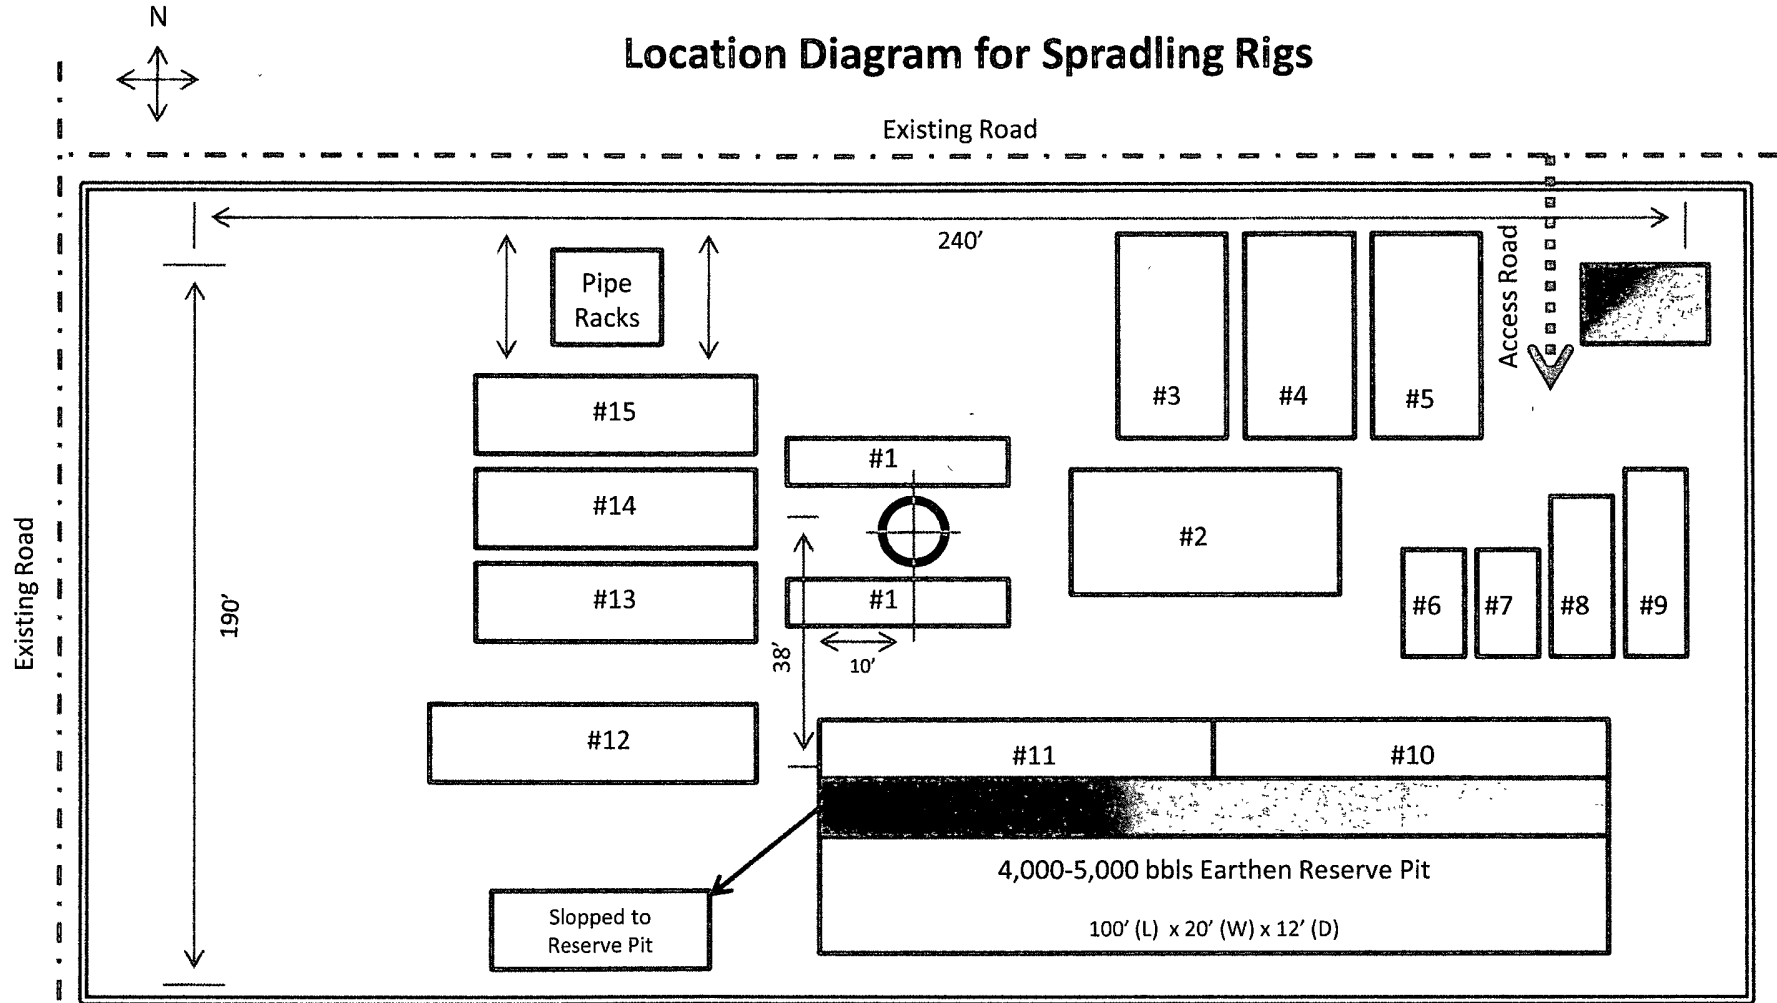 N
Location Diagram for Spradling Rigs
Existing Road
240'
Access Road
Pipe
Racks
#3
#4
#5
#15
#1
#14
#2
#13
#1
#6
#7
#8
#9
Existing Road
190'
38'
10'
#12
#11
#10
4,000-5,000 bbls Earthen Reserve Pit
100' (L) x 20' (W) x 12' (D)
Slopped to
Reserve Pit